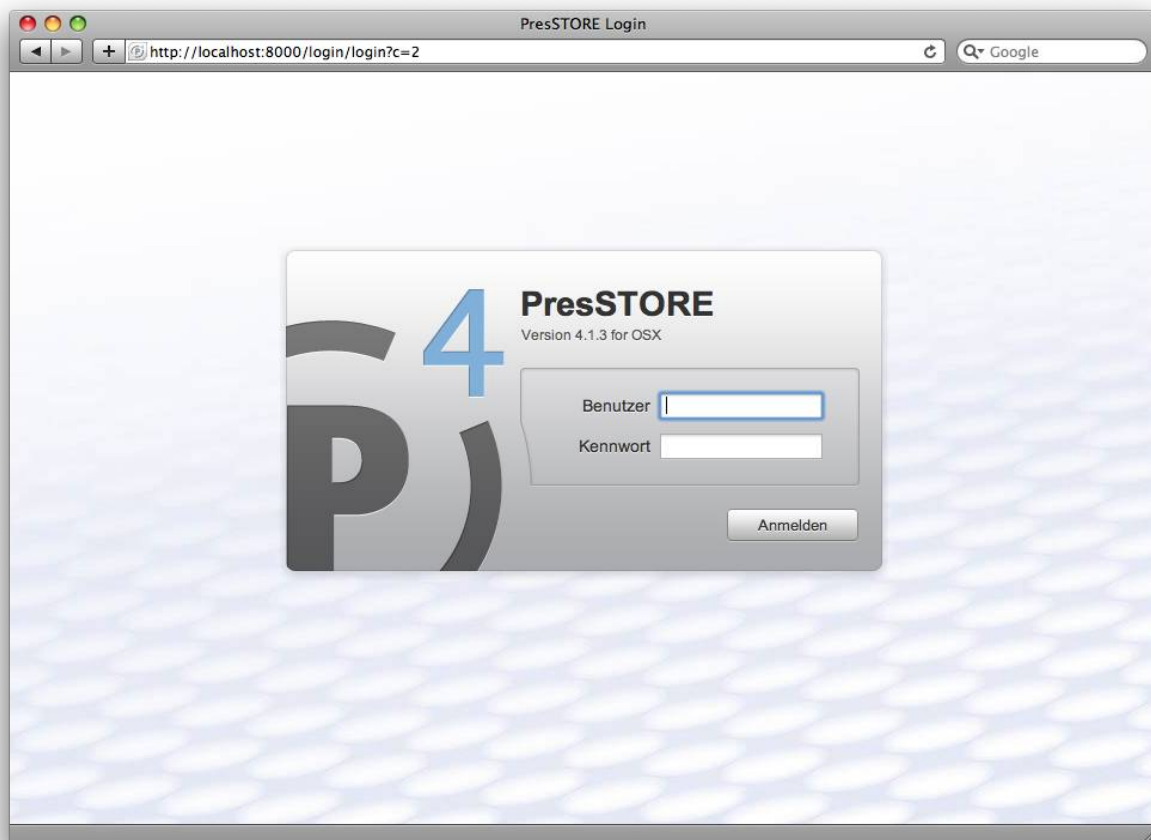 PresSTORE Login
http://localhost:8000/login/login?c=2
Google
4
PresSTORE
Version 4.1.3 for OSX
P
Benutzer
Kennwort
Anmelden